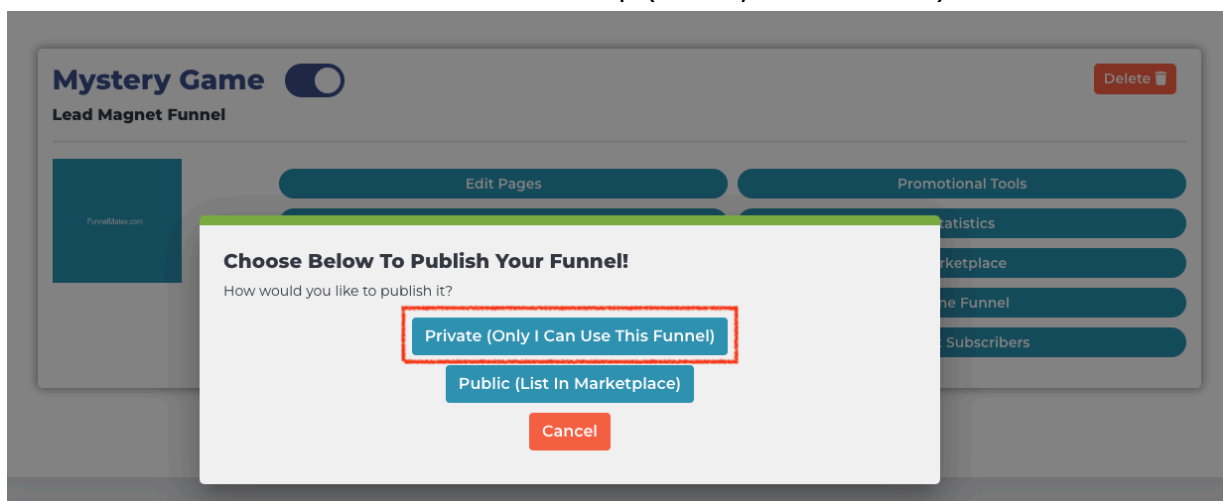 Mystery Game
Delete
Lead Magnet Funnel
Edit Pages
Promotional Tools
FunnelMates.com
Choose Below To Publish Your Funnel!
How would you like to publish it?
Private (Only I Can Use This Funnel)
Public (List In Marketplace)
Cancel
Funnel
Subscribers